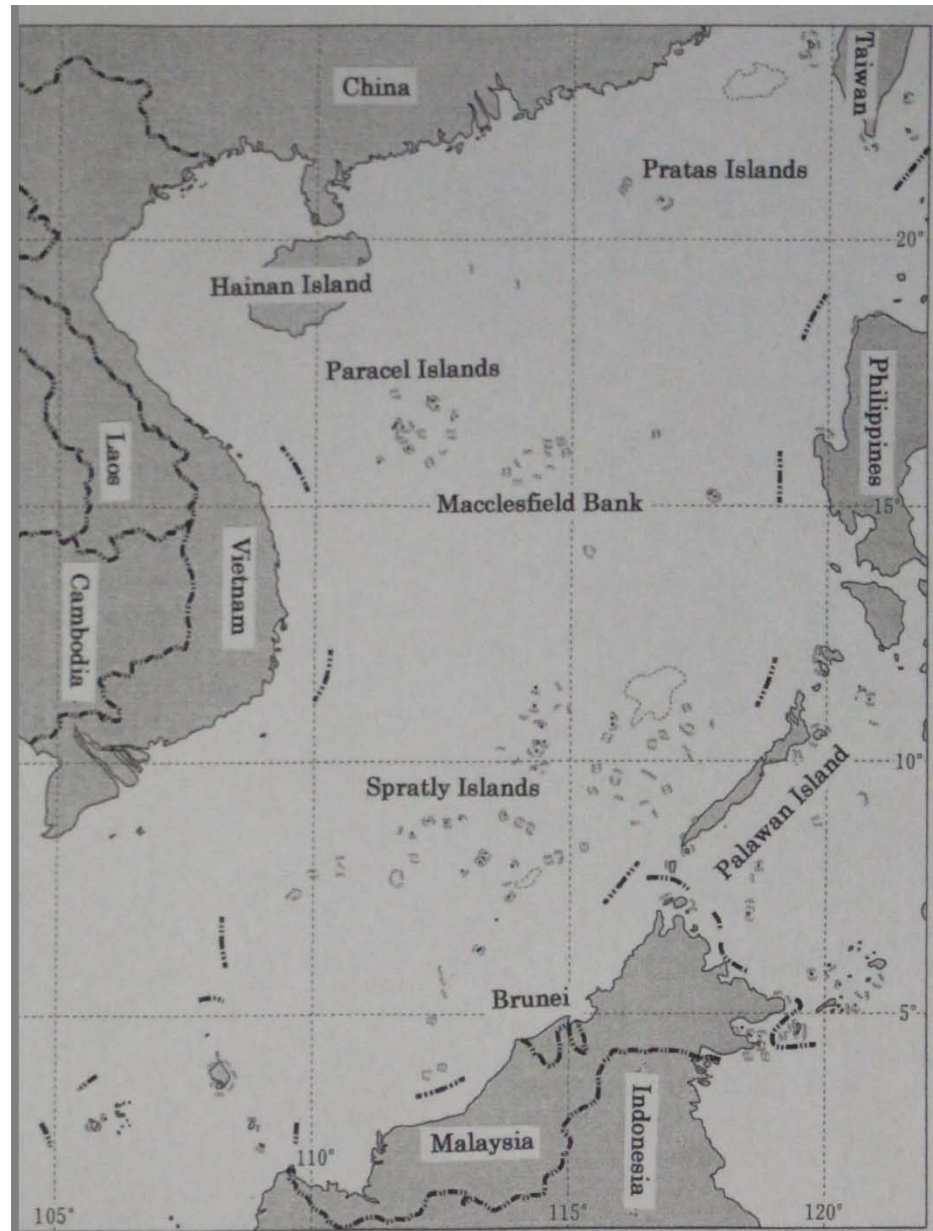 China
Taiwan
Pratas Islands
20°
Hainan Island
Paracel Islands
Philippines
Laos
Macclesfield Bank
15°
Vietnam
Cambodia
10°
Spratly Islands
Palawan Island
Brunei
5°
Indonesia
Malaysia
110°
105°
115°
120°